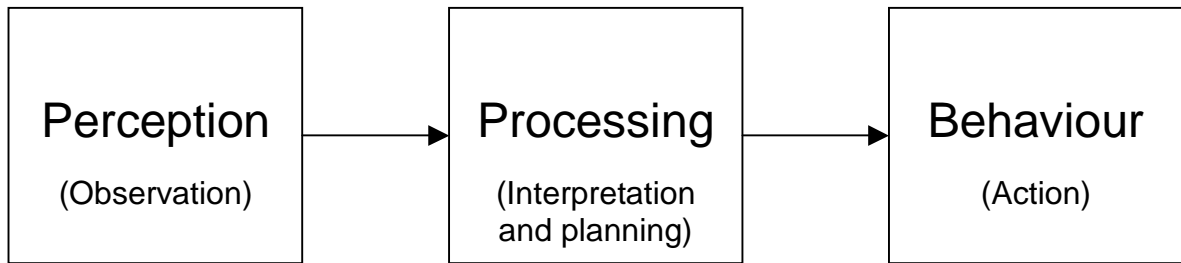 Perception
(Observation)
Processing
(Interpretation
and planning)
Behaviour
(Action)